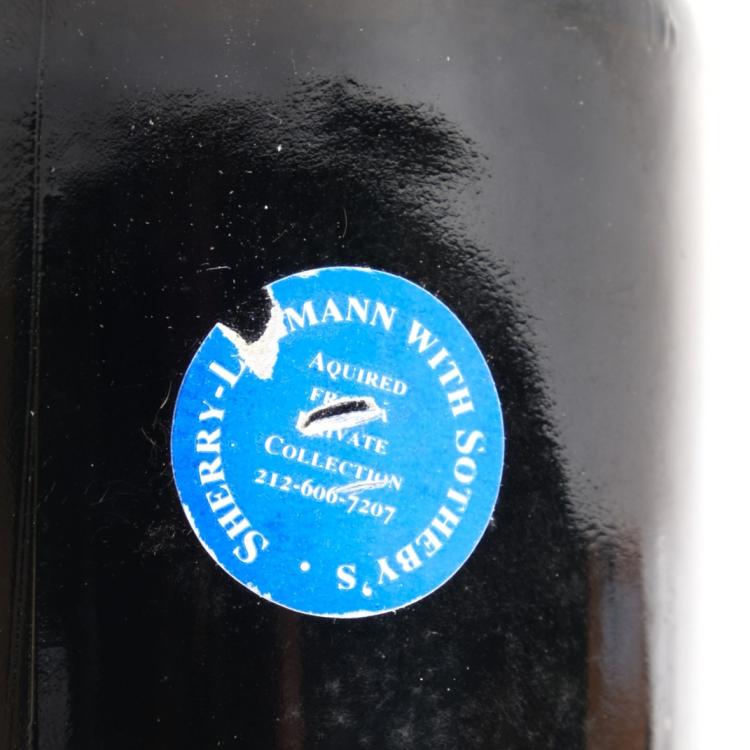 SHERRY-L MANN WITH SOTHEBY'S •
AQUIRED
COLLECTION
212-606-7207